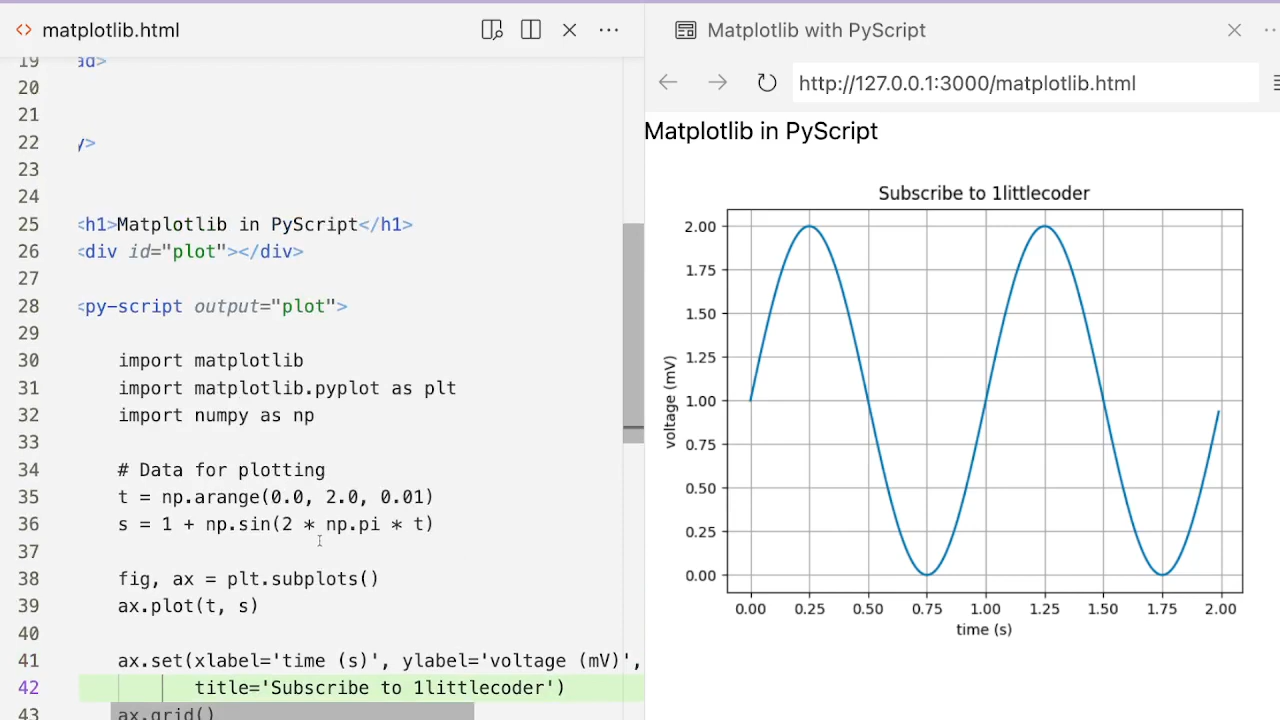 matplotlib.html
19 ad>
20
21
22 y>
23
24
25 <h1>Matplotlib in PyScript</h1>
26 <div id="plot"></div>
27
28 <py-script output="plot">
29
30 import matplotlib
31 import matplotlib.pyplot as plt
32 import numpy as np
33
34 # Data for plotting
35 t = np.arange(0.0, 2.0, 0.01)
36 s = 1 + np.sin(2 * np.pi * t)
37
38 fig, ax = plt.subplots()
39 ax.plot(t, s)
40
41 ax.set(xlabel='time (s)', ylabel='voltage (mV)',
42 title='Subscribe to 1littlecoder')
43 ax.grid()
Matplotlib with PyScript
http://127.0.0.1:3000/matplotlib.html
Matplotlib in PyScript
Subscribe to 1littlecoder
voltage (mV)
2.00
1.75
1.50
1.25
1.00
0.75
0.50
0.25
0.00
0.00 0.25 0.50 0.75 1.00 1.25 1.50 1.75 2.00
time (s)